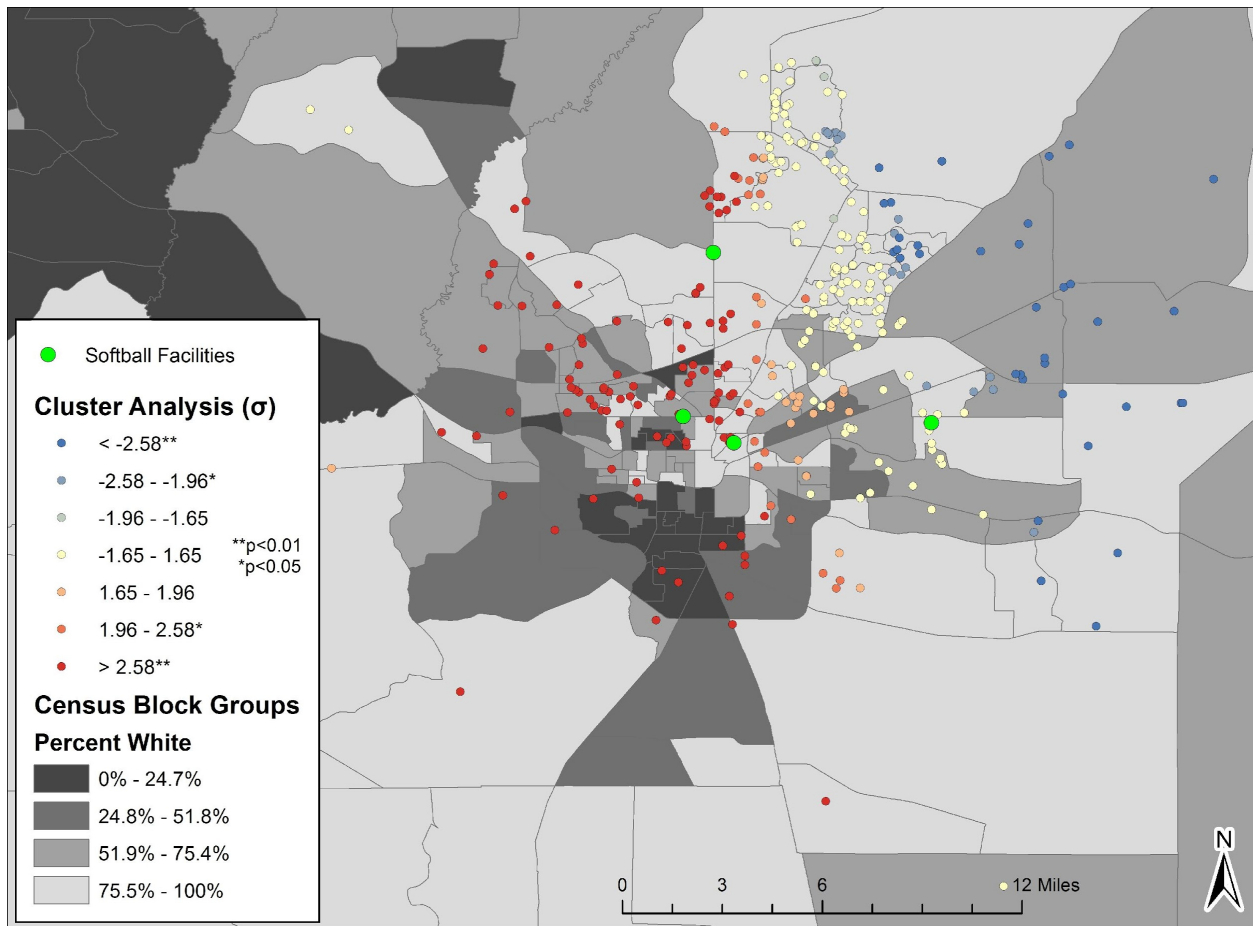 Softball Facilities
Cluster Analysis (σ)
< -2.58**
-2.58 - -1.96*
-1.96 - -1.65
-1.65 - 1.65
**p<0.01
*p<0.05
1.65 - 1.96
1.96 - 2.58*
> 2.58**
Census Block Groups
Percent White
0% - 24.7%
24.8% - 51.8%
51.9% - 75.4%
75.5% - 100%
0 3 6 12 Miles
N